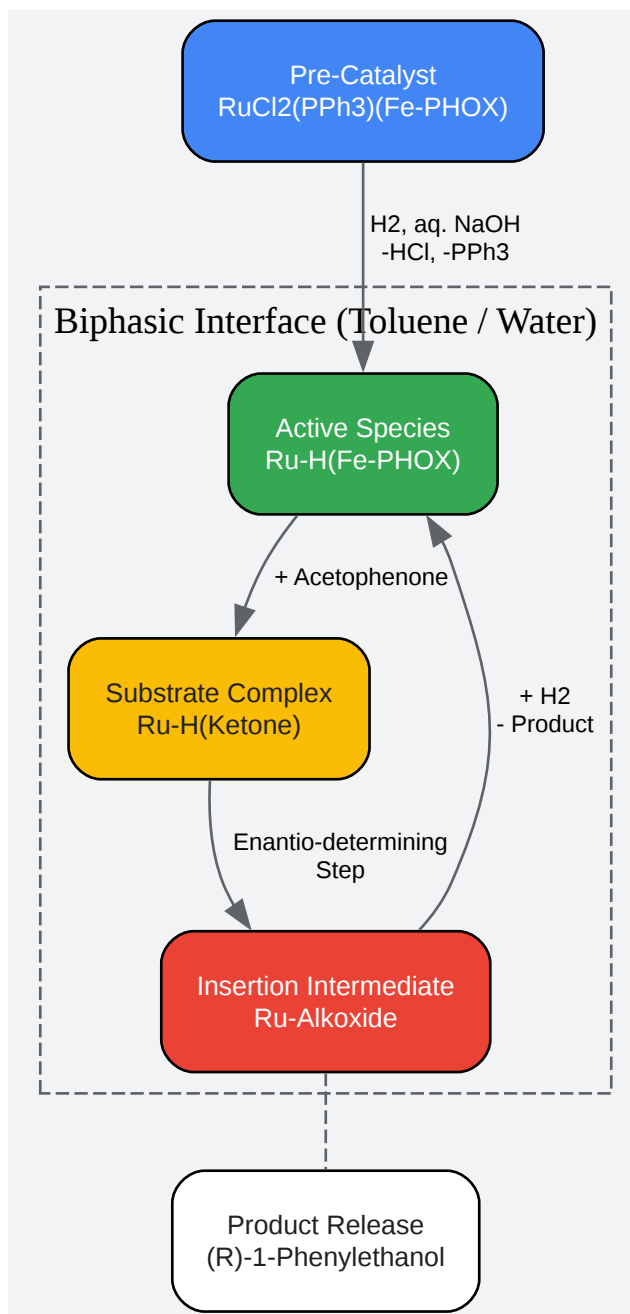 Pre-Catalyst
RuCl2(PPh3)(Fe-PHOX)
H2, aq. NaOH
-HCl, -PPh3
Biphasic Interface (Toluene / Water)
Active Species
Ru-H(Fe-PHOX)
+ Acetophenone
Substrate Complex
Ru-H(Ketone)
+ H2
- Product
Enantio-determining
Step
Insertion Intermediate
Ru-Alkoxide
Product Release
(R)-1-Phenylethanol